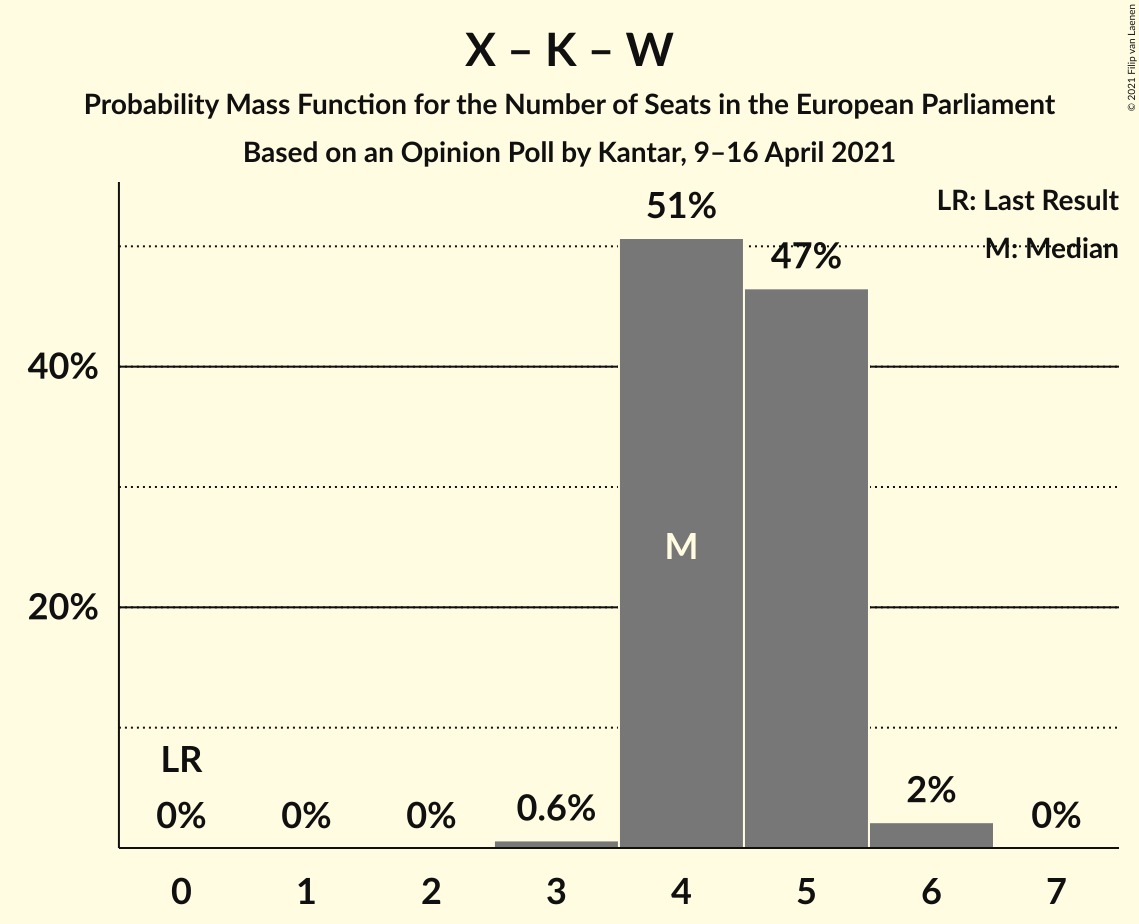 X – K – W
Probability Mass Function for the Number of Seats in the European Parliament
Based on an Opinion Poll by Kantar, 9–16 April 2021
© 2021 Filip van Laenen
LR: Last Result
M: Median
51%
47%
40%
20%
M
LR
0%
0%
0%
0.6%
2%
0%
0 1 2 3 4 5 6 7